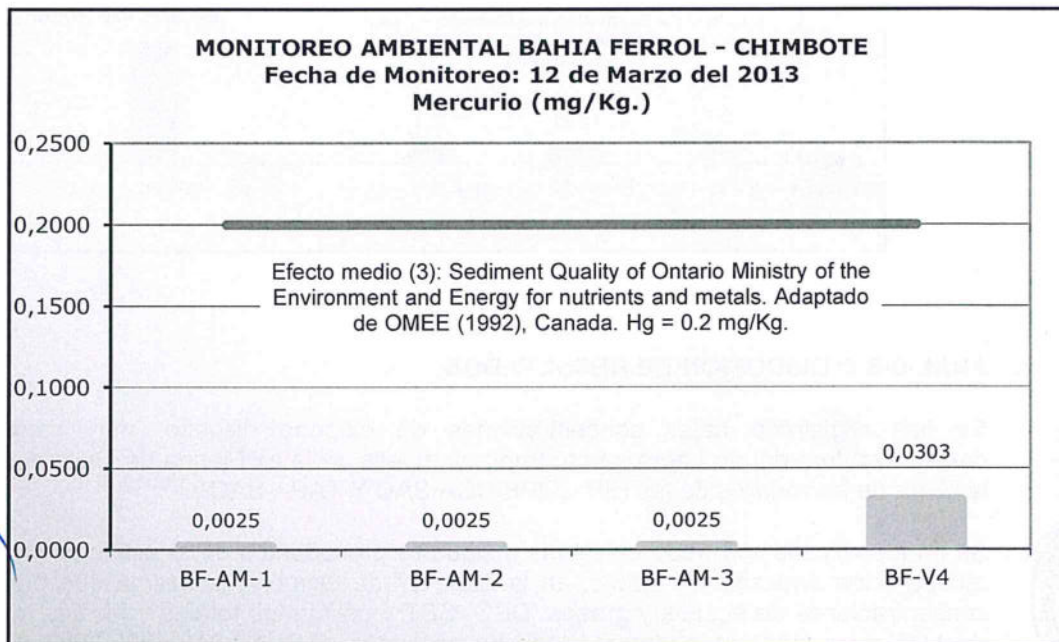 MONITOREO AMBIENTAL BAHIA FERROL - CHIMBOTE
Fecha de Monitoreo: 12 de Marzo del 2013
Mercurio (mg/Kg.)
0,2500
0,2000
Efecto medio (3): Sediment Quality of Ontario Ministry of the
Environment and Energy for nutrients and metals. Adaptado
de OMEE (1992), Canada. Hg = 0.2 mg/Kg.
0,1500
0,1000
0,0500
0,0303
0,0025
0,0025
0,0025
0,0000
BF-AM-1
BF-AM-2
BF-AM-3
BF-V4